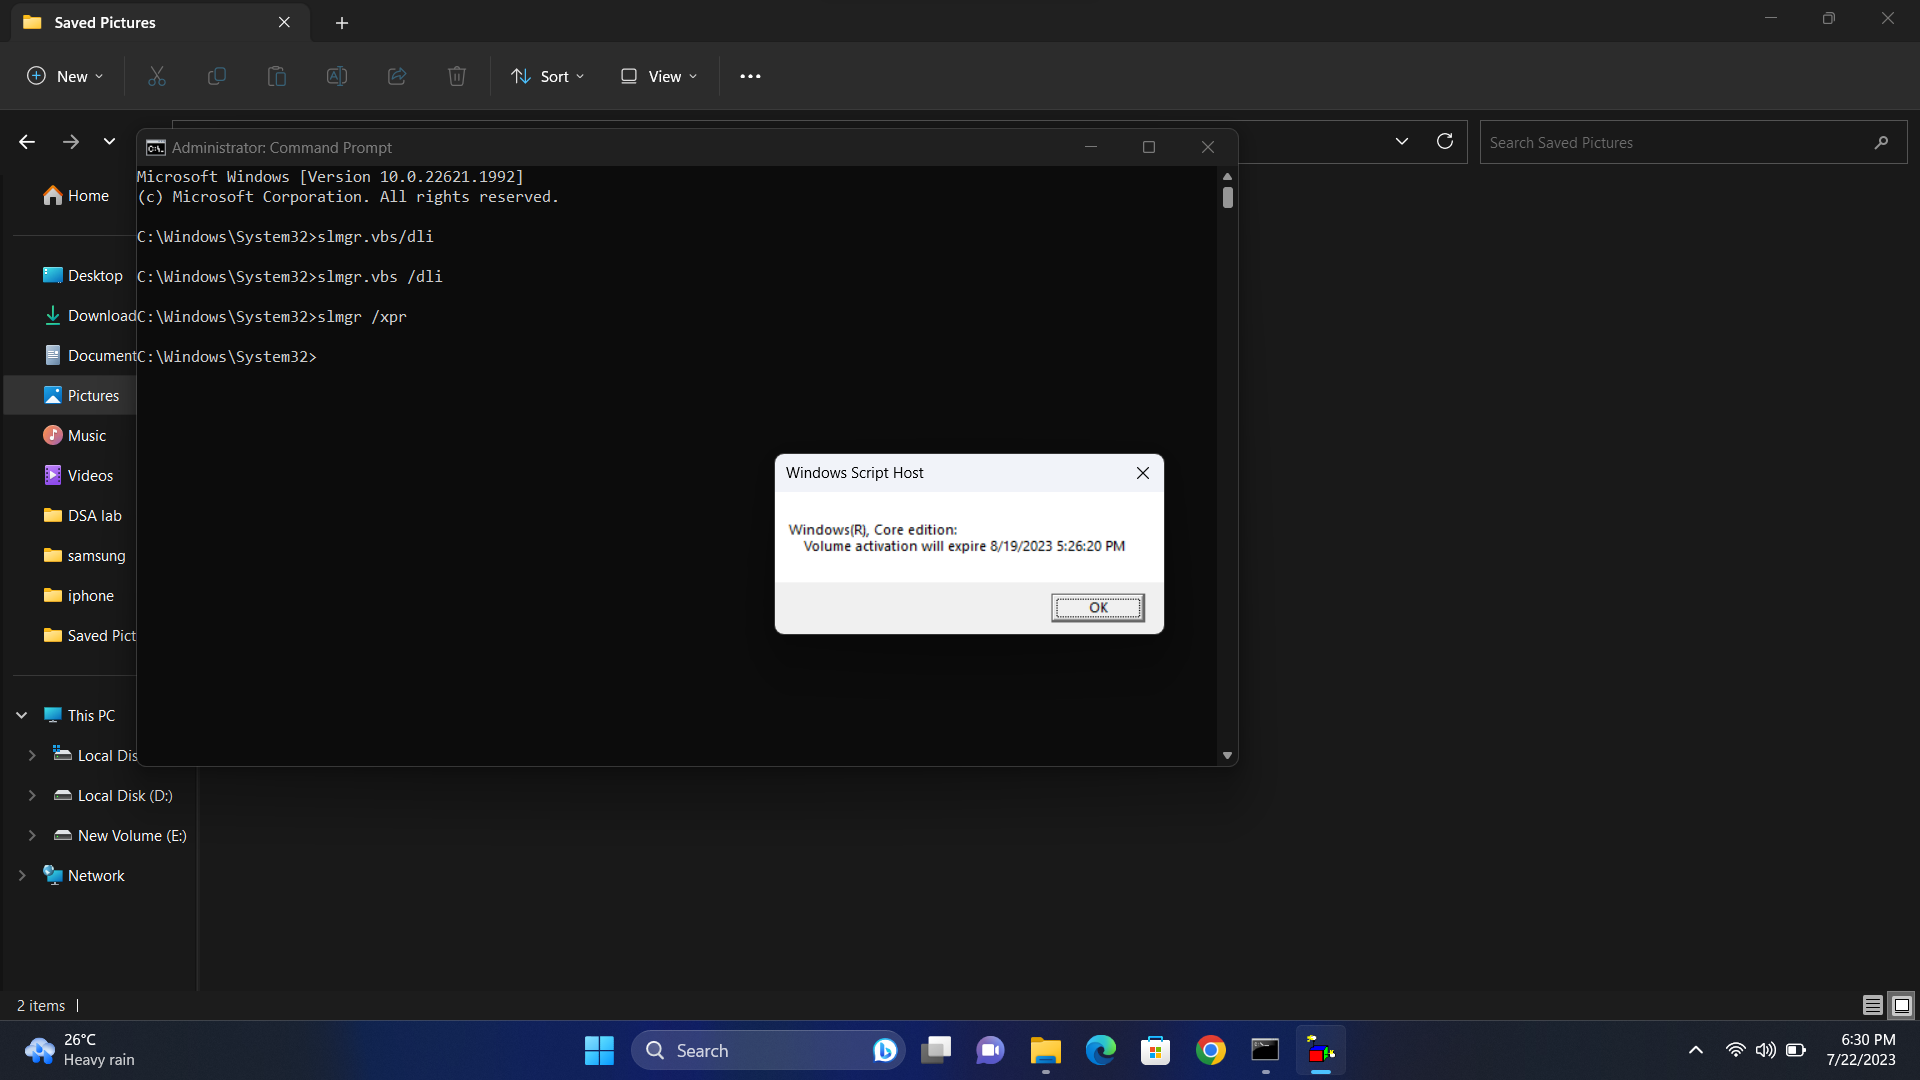 Saved Pictures
New
Sort
View
Search Saved Pictures
Administrator: Command Prompt
Microsoft Windows [Version 10.0.22621.1992]
(c) Microsoft Corporation. All rights reserved.
C:\Windows\System32>slmgr.vbs/dli
C:\Windows\System32>slmgr.vbs /dli
C:\Windows\System32>slmgr /xpr
C:\Windows\System32>
Home
Desktop
Download
Document
Pictures
Music
Videos
DSA lab
samsung
iphone
Saved Pict
This PC
Local Dis
Local Disk (D:)
New Volume (E:)
Network
Windows Script Host
Windows(R), Core edition:
Volume activation will expire 8/19/2023 5:26:20 PM
OK
2 items
26°C
Heavy rain
Search
6:30 PM
7/22/2023